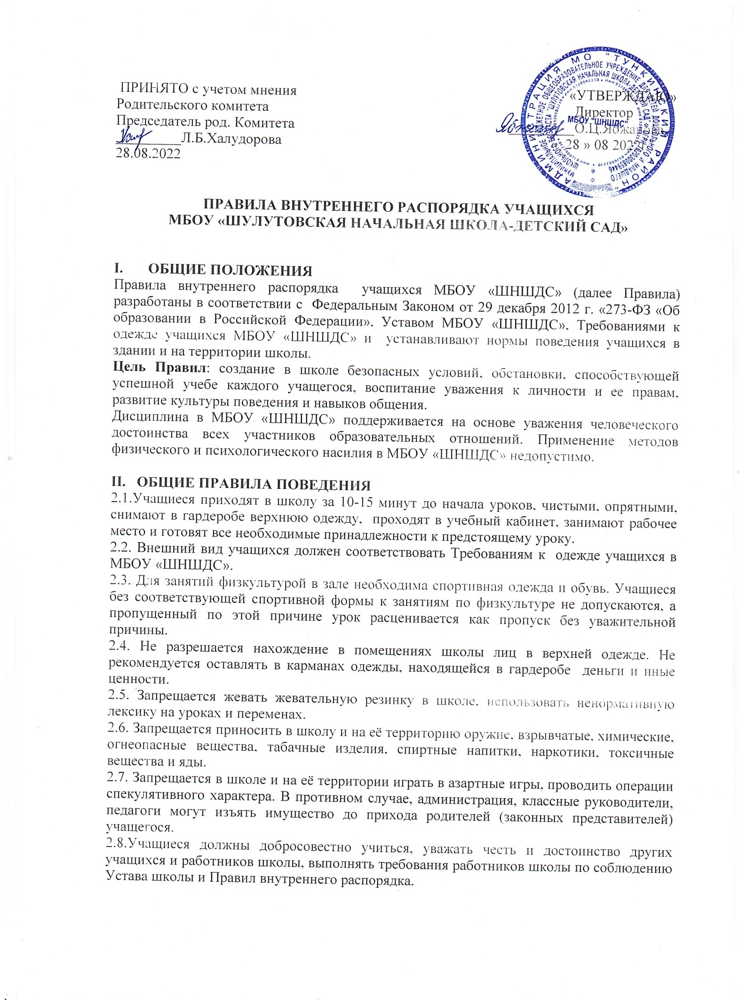 ПРИНЯТО с учетом мнения
Родительского комитета
Председатель род. Комитета
Л.Б.Халудорова
28.08.2022
«УТВЕРЖДАЮ»
Директор
О.Ц.Ябжанова
28 » 08 202
АДМИНИСТРАЦИЯ МО "ТУНКИНСКИЙ РАЙОН"
МУНИЦИПАЛЬНОЕ БЮДЖЕТНОЕ ОБЩЕОБРАЗОВАТЕЛЬНОЕ УЧРЕЖДЕНИЕ ДЛЯ ДЕТЕЙ ДОШКОЛЬНОГО И МЛАДШЕГО
ШКОЛЬНОГО ВОЗРАСТА "ШУЛУТОВСКАЯ НАЧАЛЬНАЯ ШКОЛА-ДЕТСКИЙ САД" * ОГРН 1020300859446
МБОУ "ШНШДС"
ПРАВИЛА ВНУТРЕННЕГО РАСПОРЯДКА УЧАЩИХСЯ
МБОУ «ШУЛУТОВСКАЯ НАЧАЛЬНАЯ ШКОЛА-ДЕТСКИЙ САД»
I. ОБЩИЕ ПОЛОЖЕНИЯ
Правила внутреннего распорядка учащихся МБОУ «ШНШДС» (далее Правила)
разработаны в соответствии с Федеральным Законом от 29 декабря 2012 г. «273-ФЗ «Об
образовании в Российской Федерации», Уставом МБОУ «ШНШДС», Требованиями к
одежде учащихся МБОУ «ШНШДС» и устанавливают нормы поведения учащихся в
здании и на территории школы.
Цель Правил: создание в школе безопасных условий, обстановки, способствующей
успешной учебе каждого учащегося, воспитание уважения к личности и ее правам,
развитие культуры поведения и навыков общения.
Дисциплина в МБОУ «ШНШДС» поддерживается на основе уважения человеческого
достоинства всех участников образовательных отношений. Применение методов
физического и психологического насилия в МБОУ «ШНШДС» недопустимо.
II. ОБЩИЕ ПРАВИЛА ПОВЕДЕНИЯ
2.1.Учащиеся приходят в школу за 10-15 минут до начала уроков, чистыми, опрятными,
снимают в гардеробе верхнюю одежду, проходят в учебный кабинет, занимают рабочее
место и готовят все необходимые принадлежности к предстоящему уроку.
2.2. Внешний вид учащихся должен соответствовать Требованиям к одежде учащихся в
МБОУ «ШНШДС».
2.3. Для занятий физкультурой в зале необходима спортивная одежда и обувь. Учащиеся
без соответствующей спортивной формы к занятиям по физкультуре не допускаются, а
пропущенный по этой причине урок расценивается как пропуск без уважительной
причины.
2.4. Не разрешается нахождение в помещениях школы лиц в верхней одежде. Не
рекомендуется оставлять в карманах одежды, находящейся в гардеробе деньги и иные
ценности.
2.5. Запрещается жевать жевательную резинку в школе, использовать ненормативную
лексику на уроках и переменах.
2.6. Запрещается приносить в школу и на её территорию оружие, взрывчатые, химические,
огнеопасные вещества, табачные изделия, спиртные напитки, наркотики, токсичные
вещества и яды.
2.7. Запрещается в школе и на её территории играть в азартные игры, проводить операции
спекулятивного характера. В противном случае, администрация, классные руководители,
педагоги могут изъять имущество до прихода родителей (законных представителей)
учащегося.
2.8.Учащиеся должны добросовестно учиться, уважать честь и достоинство других
учащихся и работников школы, выполнять требования работников школы по соблюдению
Устава школы и Правил внутреннего распорядка.